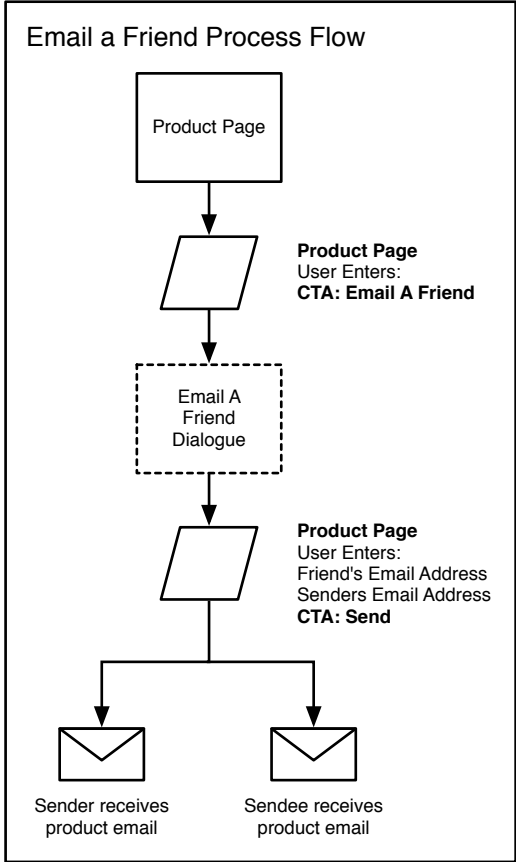 Email a Friend Process Flow
Product Page
Product Page
User Enters:
CTA: Email A Friend
Email A
Friend
Dialogue
Product Page
User Enters:
Friend's Email Address
Senders Email Address
CTA: Send
Sender receives
product email
Sendee receives
product email